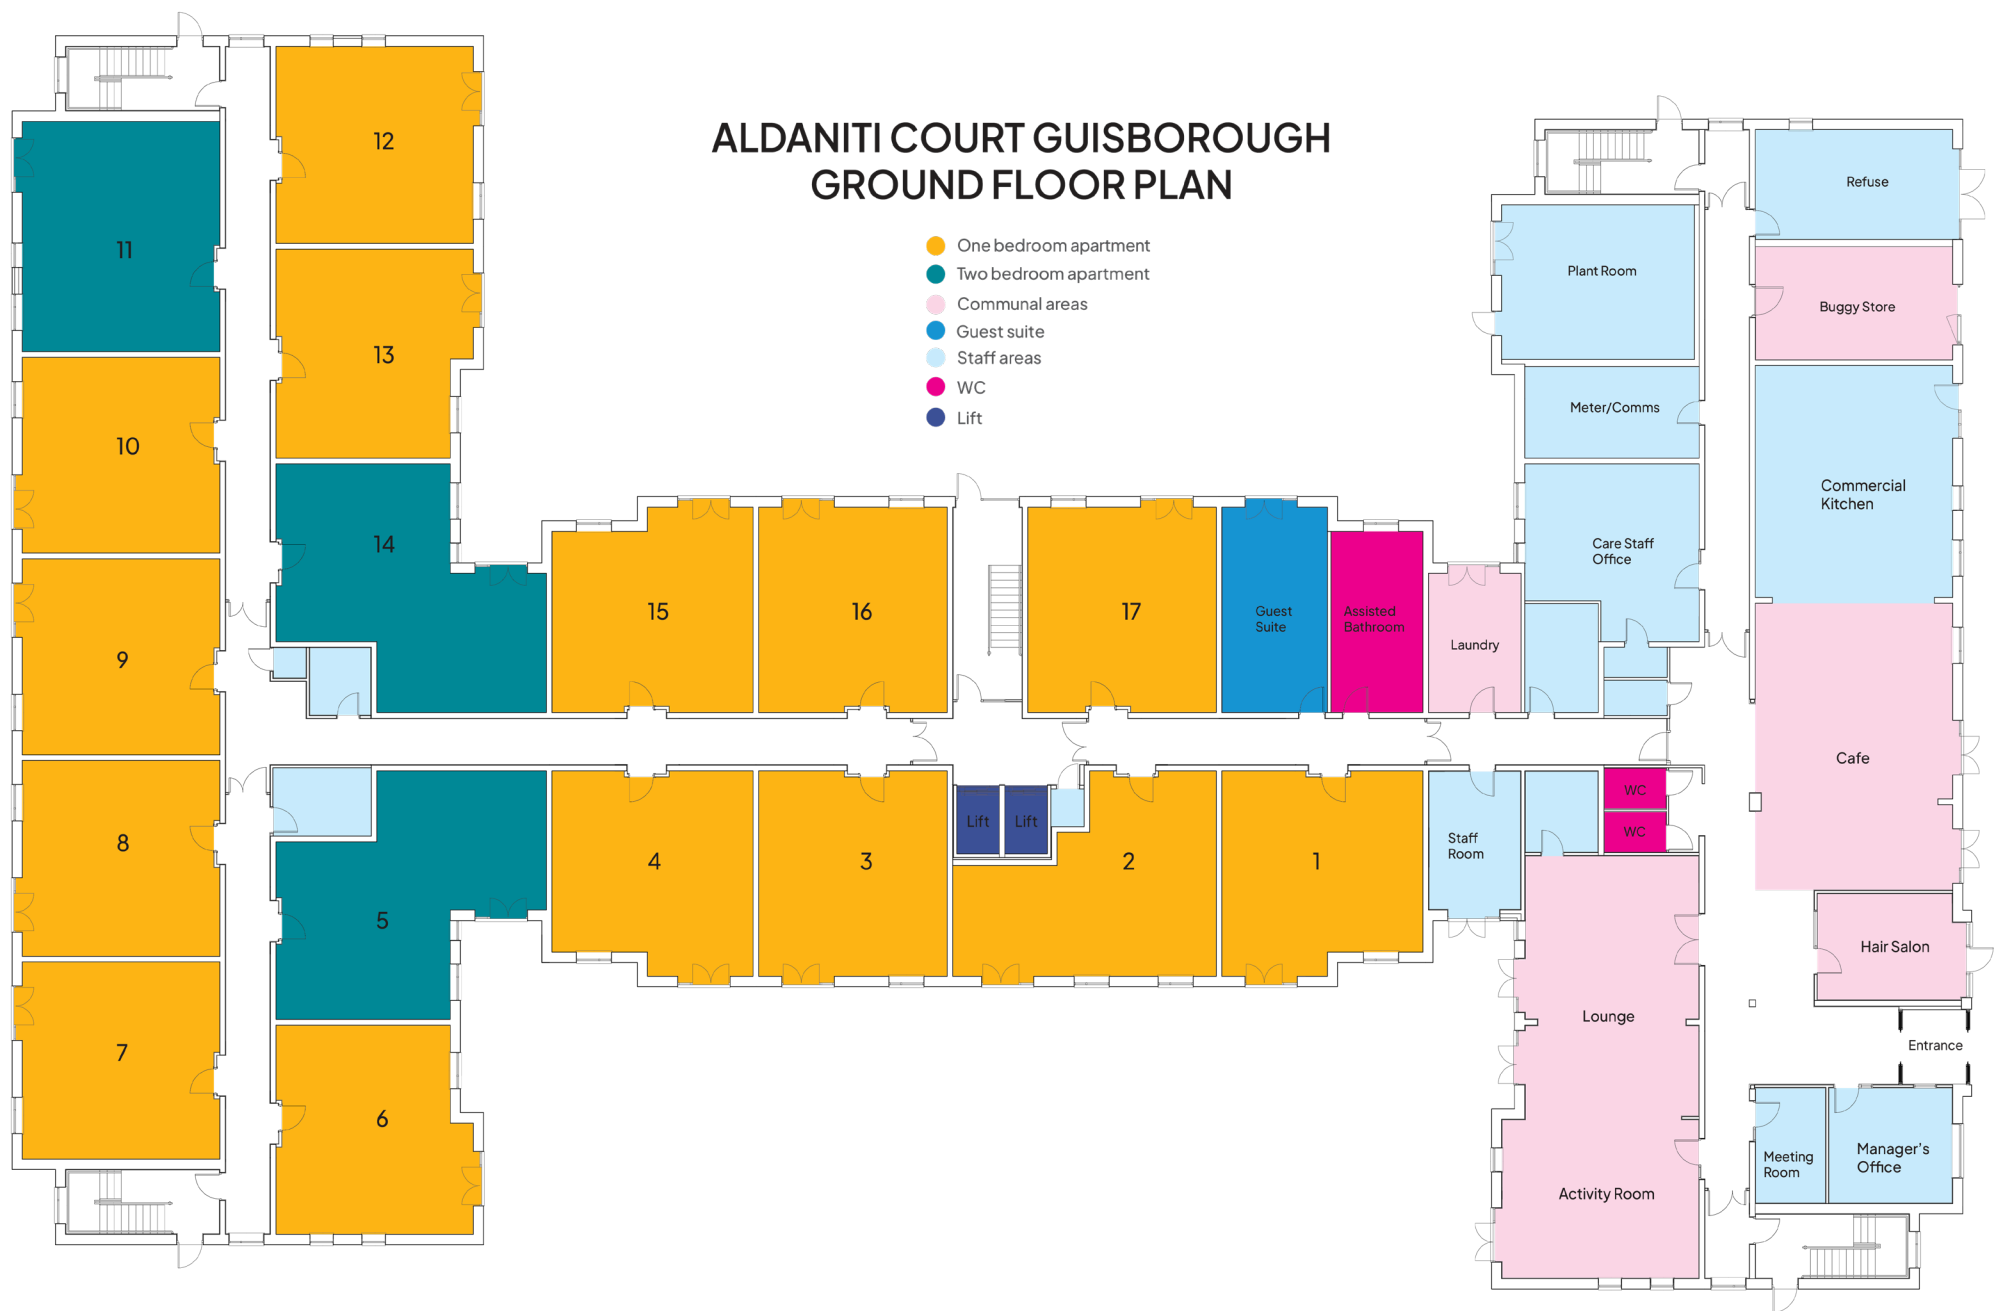 ALDANITI COURT GUISBOROUGH
GROUND FLOOR PLAN
One bedroom apartment
Two bedroom apartment
Communal areas
Guest suite
Staff areas
WC
Lift
12
11
13
10
14
9
8
5
7
6
15
16
17
Guest
Suite
Assisted
Bathroom
Laundry
4
3
Lift
Lift
2
1
Staff
Room
WC
WC
Refuse
Plant Room
Buggy Store
Meter/Comms
Commercial
Kitchen
Care Staff
Office
Cafe
Hair Salon
Lounge
Entrance
Meeting
Room
Manager's
Office
Activity Room